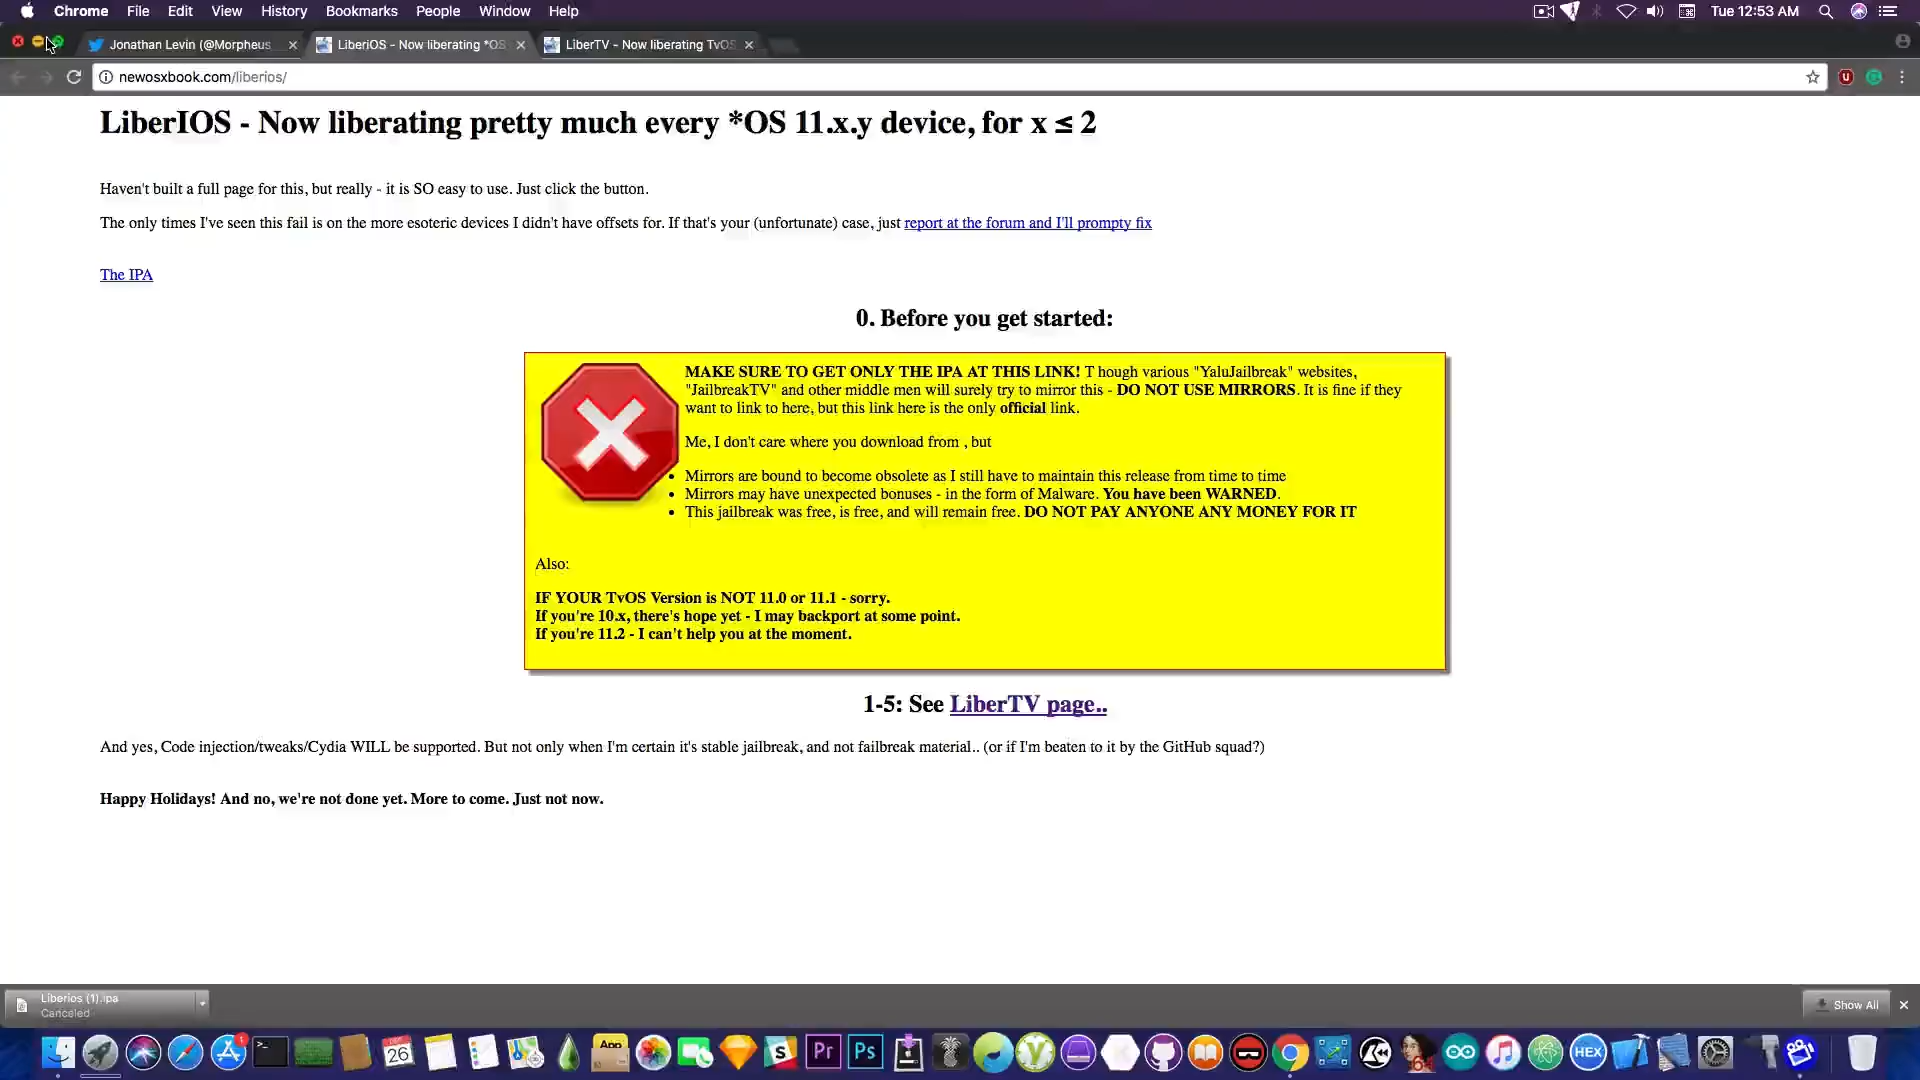 Chrome File Edit View History Bookmarks People Window Help Tue 12:53 AM
Jonathan Levin (@Morpheus LiberiOS - Now liberating *OS LiberTV - Now liberating TvOS
newosxbook.com/liberios/
LiberIOS - Now liberating pretty much every *OS 11.x.y device, for x ≤ 2
Haven't built a full page for this, but really - it is SO easy to use. Just click the button.
The only times I've seen this fail is on the more esoteric devices I didn't have offsets for. If that's your (unfortunate) case, just report at the forum and I'll prompty fix
The IPA
0. Before you get started:
MAKE SURE TO GET ONLY THE IPA AT THIS LINK! T hough various "YaluJailbreak" websites,
"JailbreakTV" and other middle men will surely try to mirror this - DO NOT USE MIRRORS. It is fine if they
want to link to here, but this link here is the only official link.
Me, I don't care where you download from , but
• Mirrors are bound to become obsolete as I still have to maintain this release from time to time
• Mirrors may have unexpected bonuses - in the form of Malware. You have been WARNED.
• This jailbreak was free, is free, and will remain free. DO NOT PAY ANYONE ANY MONEY FOR IT
Also:
IF YOUR TvOS Version is NOT 11.0 or 11.1 - sorry.
If you're 10.x, there's hope yet - I may backport at some point.
If you're 11.2 - I can't help you at the moment.
1-5: See LiberTV page..
And yes, Code injection/tweaks/Cydia WILL be supported. But not only when I'm certain it's stable jailbreak, and not failbreak material.. (or if I'm beaten to it by the GitHub squad?)
Happy Holidays! And no, we're not done yet. More to come. Just not now.
Liberios (1).ipa
Canceled
Show All
1 26 App Pr Ps HEX